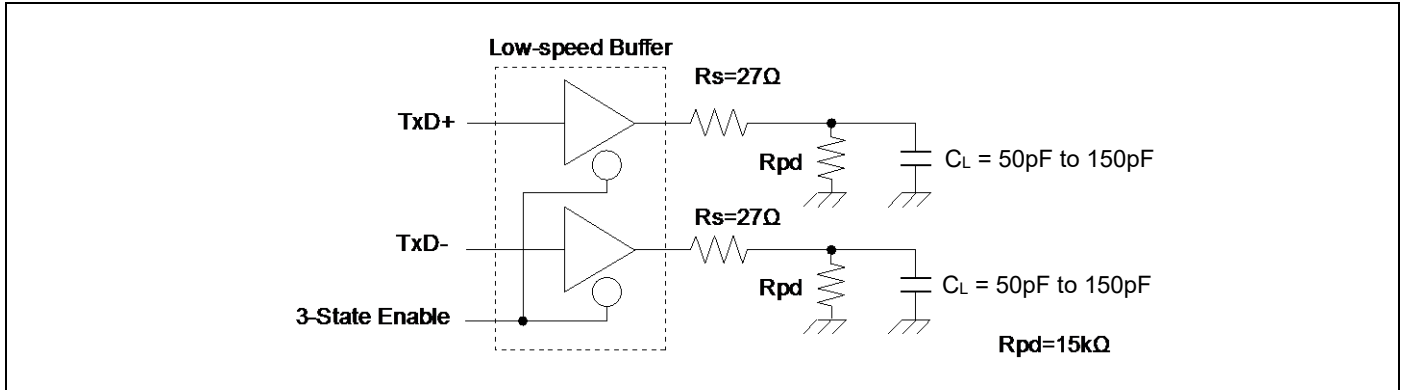 Low-speed Buffer
Rs=27Ω
TxD+
Rpd
CL = 50pF to 150pF
Rs=27Ω
TxD-
Rpd
CL = 50pF to 150pF
3-State Enable
Rpd=15kΩ